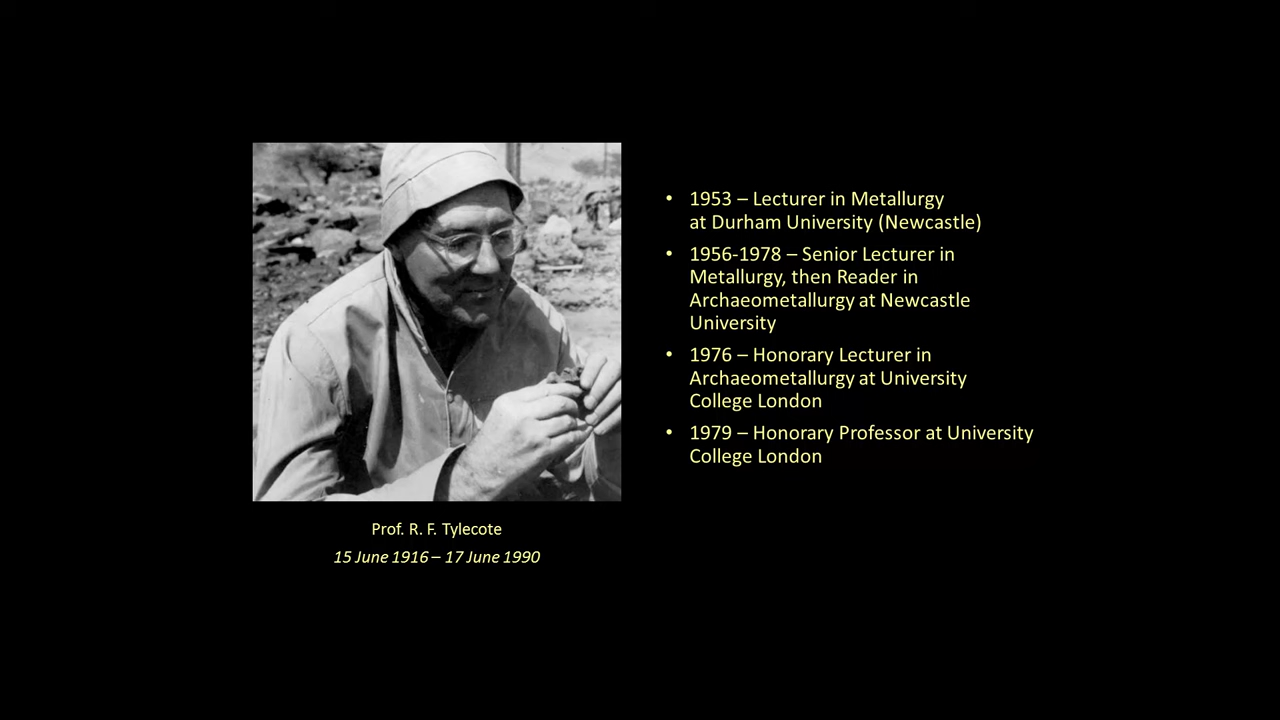 • 1953 – Lecturer in Metallurgy
at Durham University (Newcastle)
• 1956-1978 – Senior Lecturer in
Metallurgy, then Reader in
Archaeometallurgy at Newcastle
University
• 1976 – Honorary Lecturer in
Archaeometallurgy at University
College London
• 1979 – Honorary Professor at University
College London
Prof. R. F. Tylecote
15 June 1916 – 17 June 1990